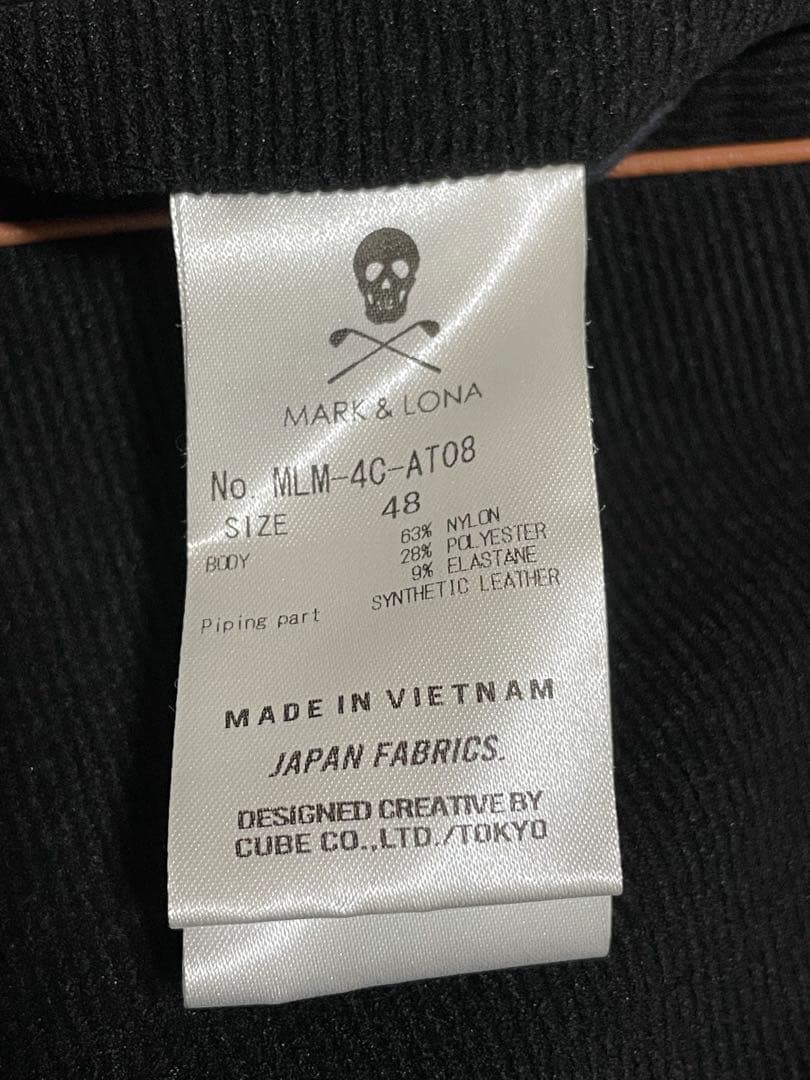 MARK & LONA
No. MLM-4C-AT08
SIZE 48
BODY 63% NYLON
28% POLYESTER
9% ELASTANE
Piping part SYNTHETIC LEATHER
MADE IN VIETNAM
JAPAN FABRICS.
DESIGNED CREATIVE BY
CUBE CO.,LTD./TOKYO